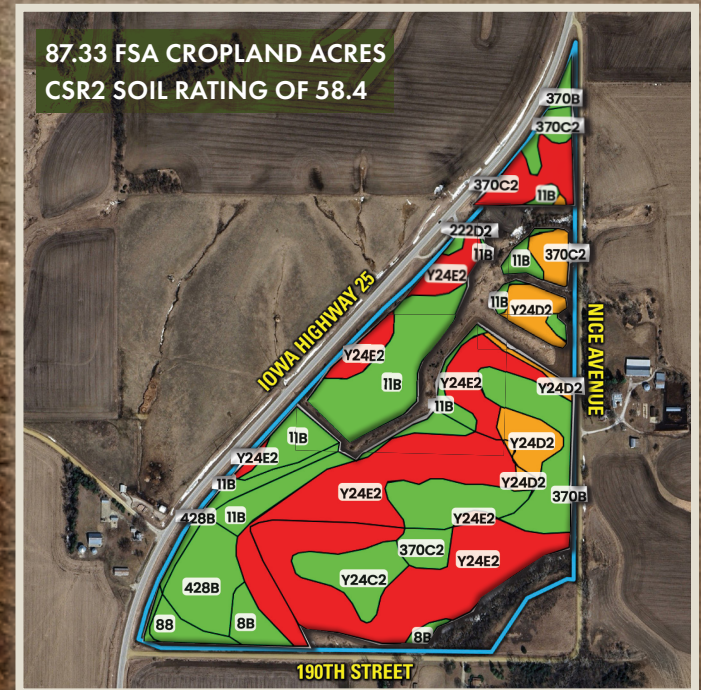 87.33 FSA CROPLAND ACRES
CSR2 SOIL RATING OF 58.4
370B
370C2
370C2
11B
222D2
11B
11B
370C2
Y24E2
11B
Y24D2
IOWA HIGHWAY 25
NICE AVENUE
Y24E2
11B
Y24E2
Y24D2
11B
11B
Y24D2
Y24E2
11B
Y24D2
Y24E2
370B
428B
11B
Y24E2
370C2
Y24E2
Y24C2
428B
88
8B
8B
190TH STREET